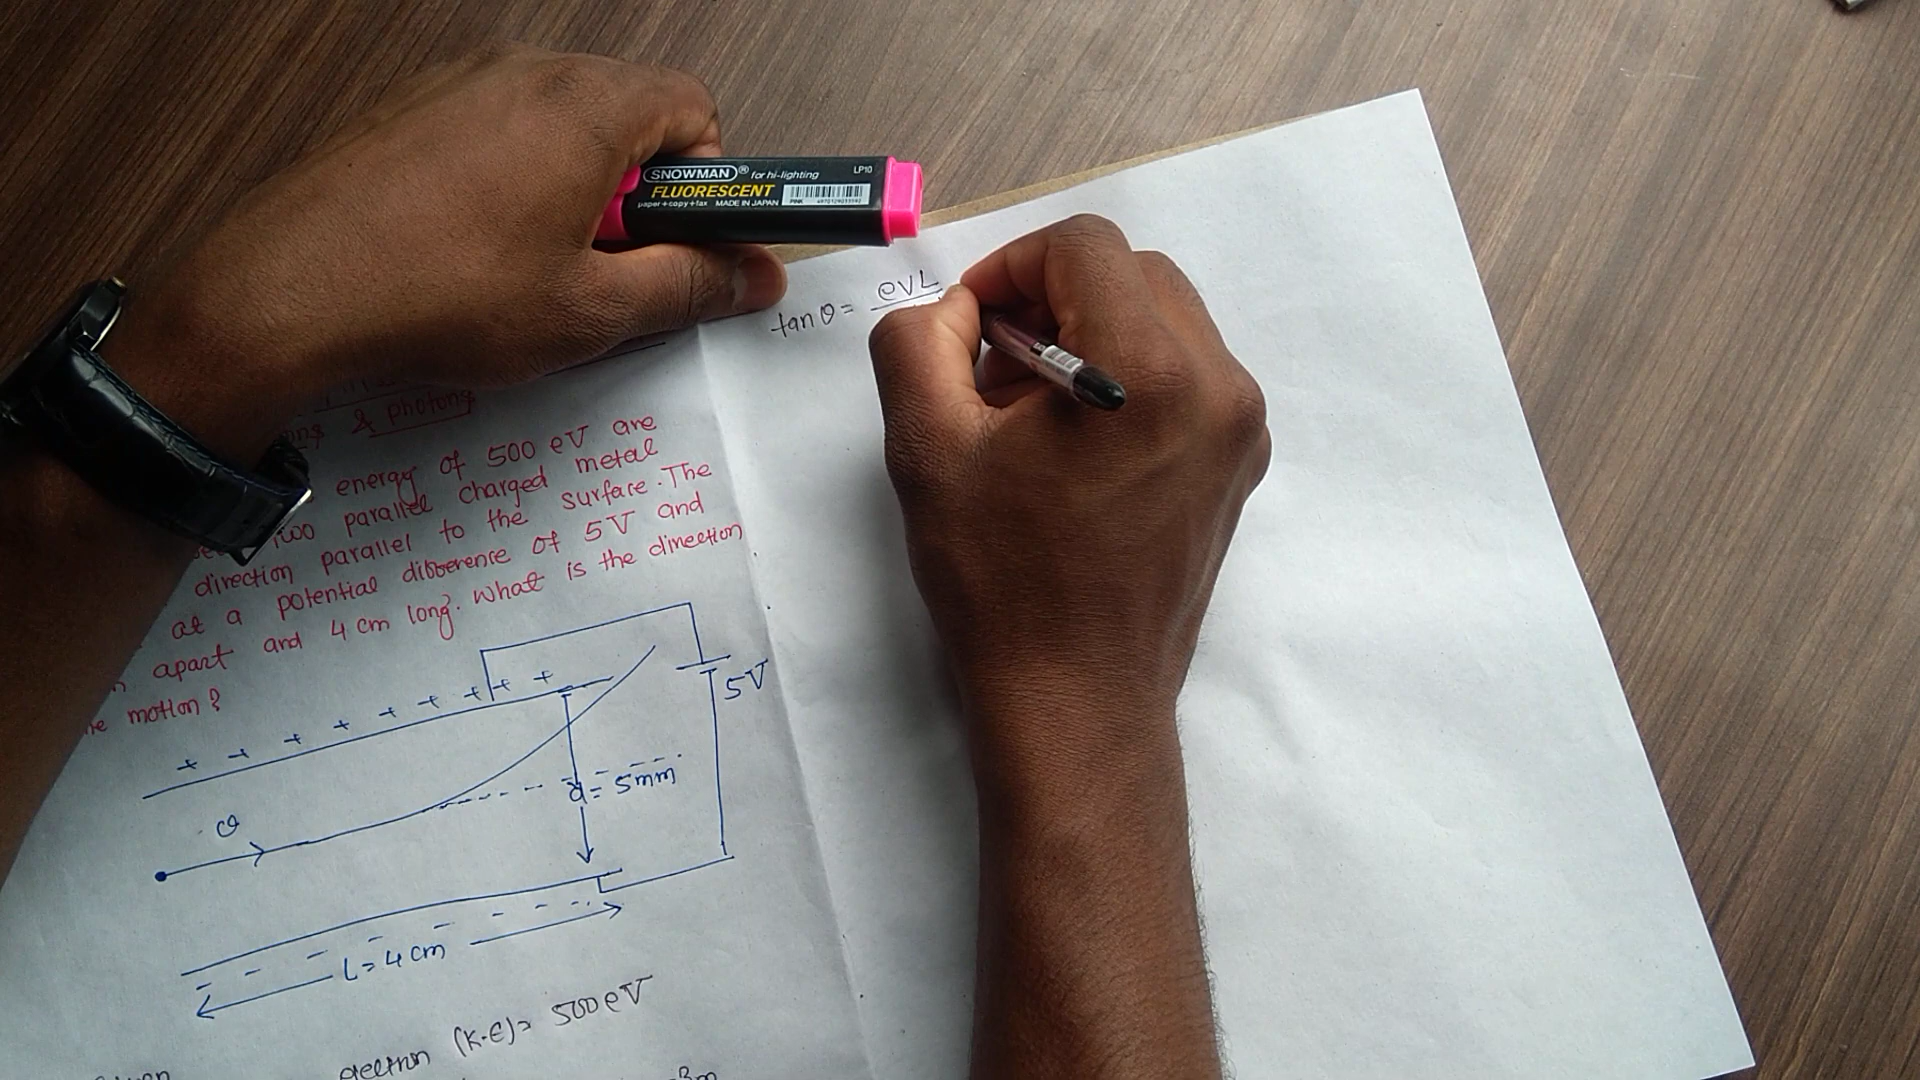 SNOWMAN® for hi-lighting LP10
FLUORESCENT
paper+copy+fax MADE IN JAPAN PINK
tan θ = eVL
& photons
energy of 500 eV are
two parallel charged metal
direction parallel to the surface. The
at a potential difference of 5V and
apart and 4 cm long. What is the direction
motion?
+ + + + + + + + +
5V
d = 5mm
L = 4 cm
electron (K.E) = 500 eV